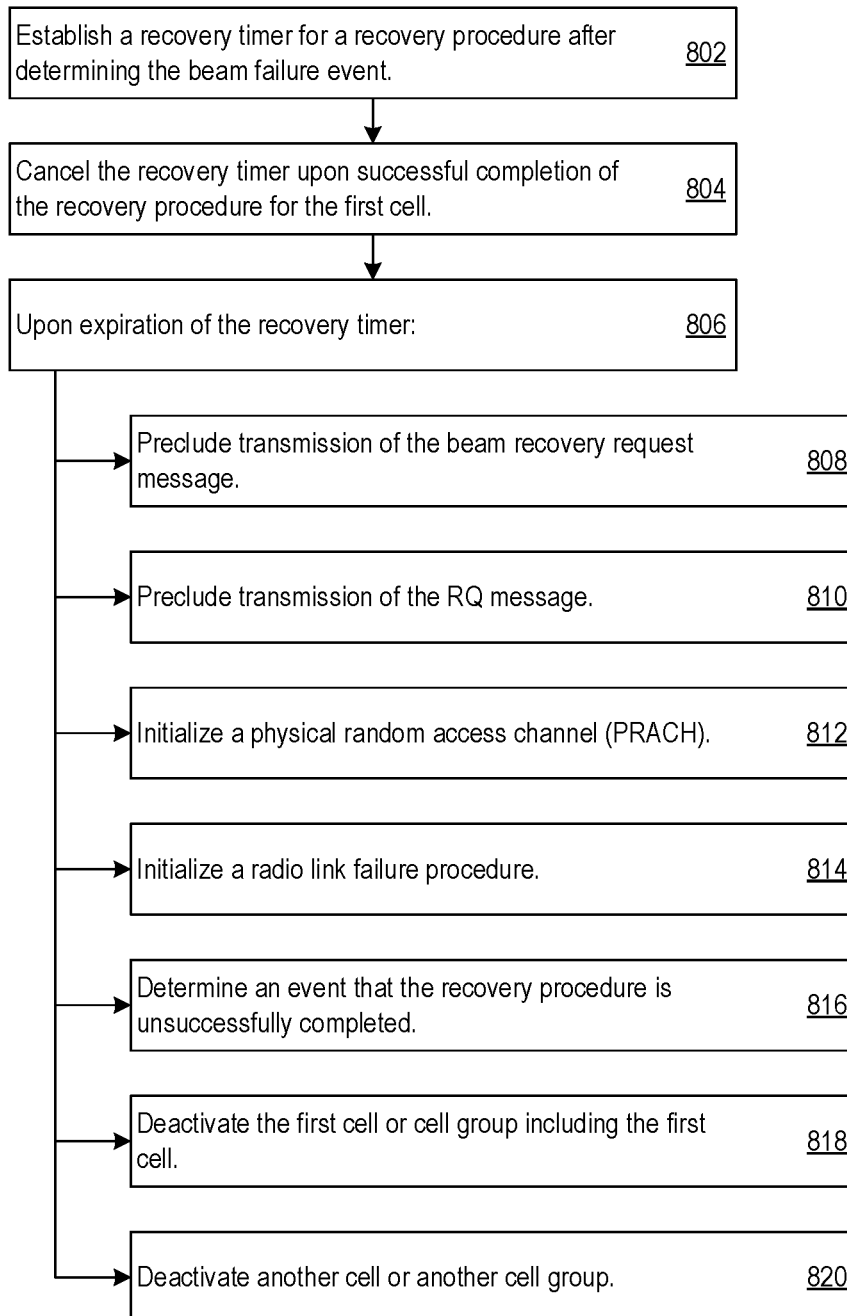 Establish a recovery timer for a recovery procedure after
determining the beam failure event.
802
Cancel the recovery timer upon successful completion of
the recovery procedure for the first cell.
804
Upon expiration of the recovery timer:
806
Preclude transmission of the beam recovery request
message.
808
Preclude transmission of the RQ message.
810
Initialize a physical random access channel (PRACH).
812
Initialize a radio link failure procedure.
814
Determine an event that the recovery procedure is
unsuccessfully completed.
816
Deactivate the first cell or cell group including the first
cell.
818
Deactivate another cell or another cell group.
820